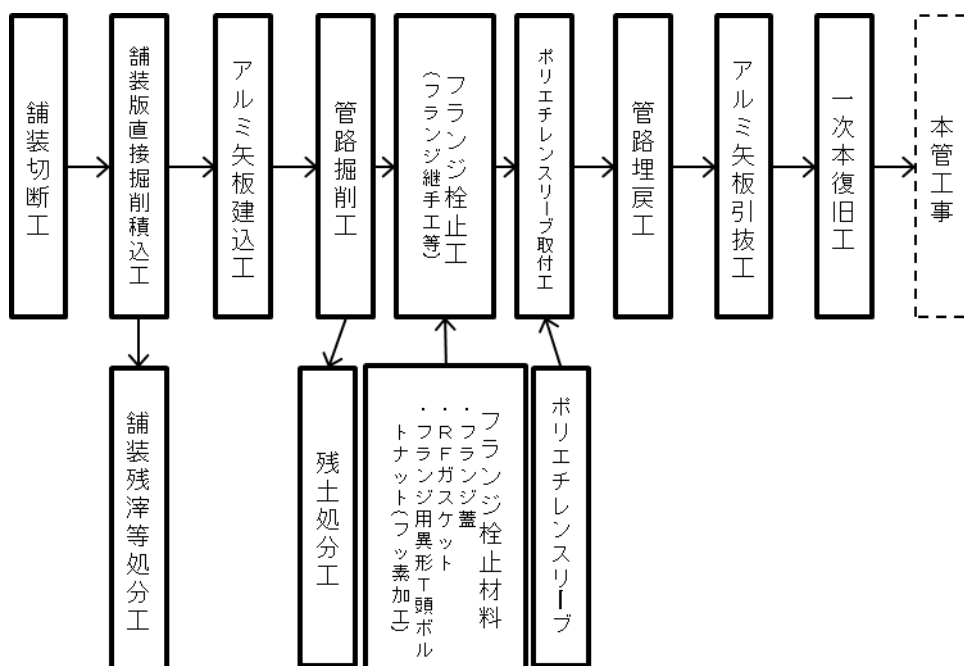 舗装切断工
舗装版直接掘削積込工
アルミ矢板建込工
管路掘削工
フランジ栓止工
(フランジ継手工等)
ポリエチレンスリーブ取付工
管路埋戻工
アルミ矢板引抜工
一次本復旧工
本管工事
舗装残滓等処分工
残土処分工
フランジ栓止材料
・フランジ蓋
・RFガスケット
・フランジ用異形T頭ボル
トナット(フッ素加工)
ポリエチレンスリーブ